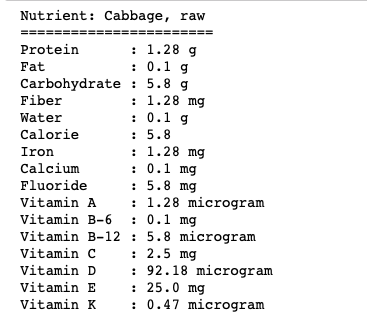 Nutrient: Cabbage, raw
=======================
Protein : 1.28 g
Fat : 0.1 g
Carbohydrate : 5.8 g
Fiber : 1.28 mg
Water : 0.1 g
Calorie : 5.8
Iron : 1.28 mg
Calcium : 0.1 mg
Fluoride : 5.8 mg
Vitamin A : 1.28 microgram
Vitamin B-6 : 0.1 mg
Vitamin B-12 : 5.8 microgram
Vitamin C : 2.5 mg
Vitamin D : 92.18 microgram
Vitamin E : 25.0 mg
Vitamin K : 0.47 microgram